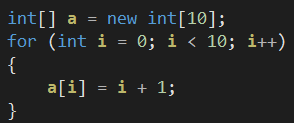 int[] a = new int[10];
for (int i = 0; i < 10; i++)
{
    a[i] = i + 1;
}